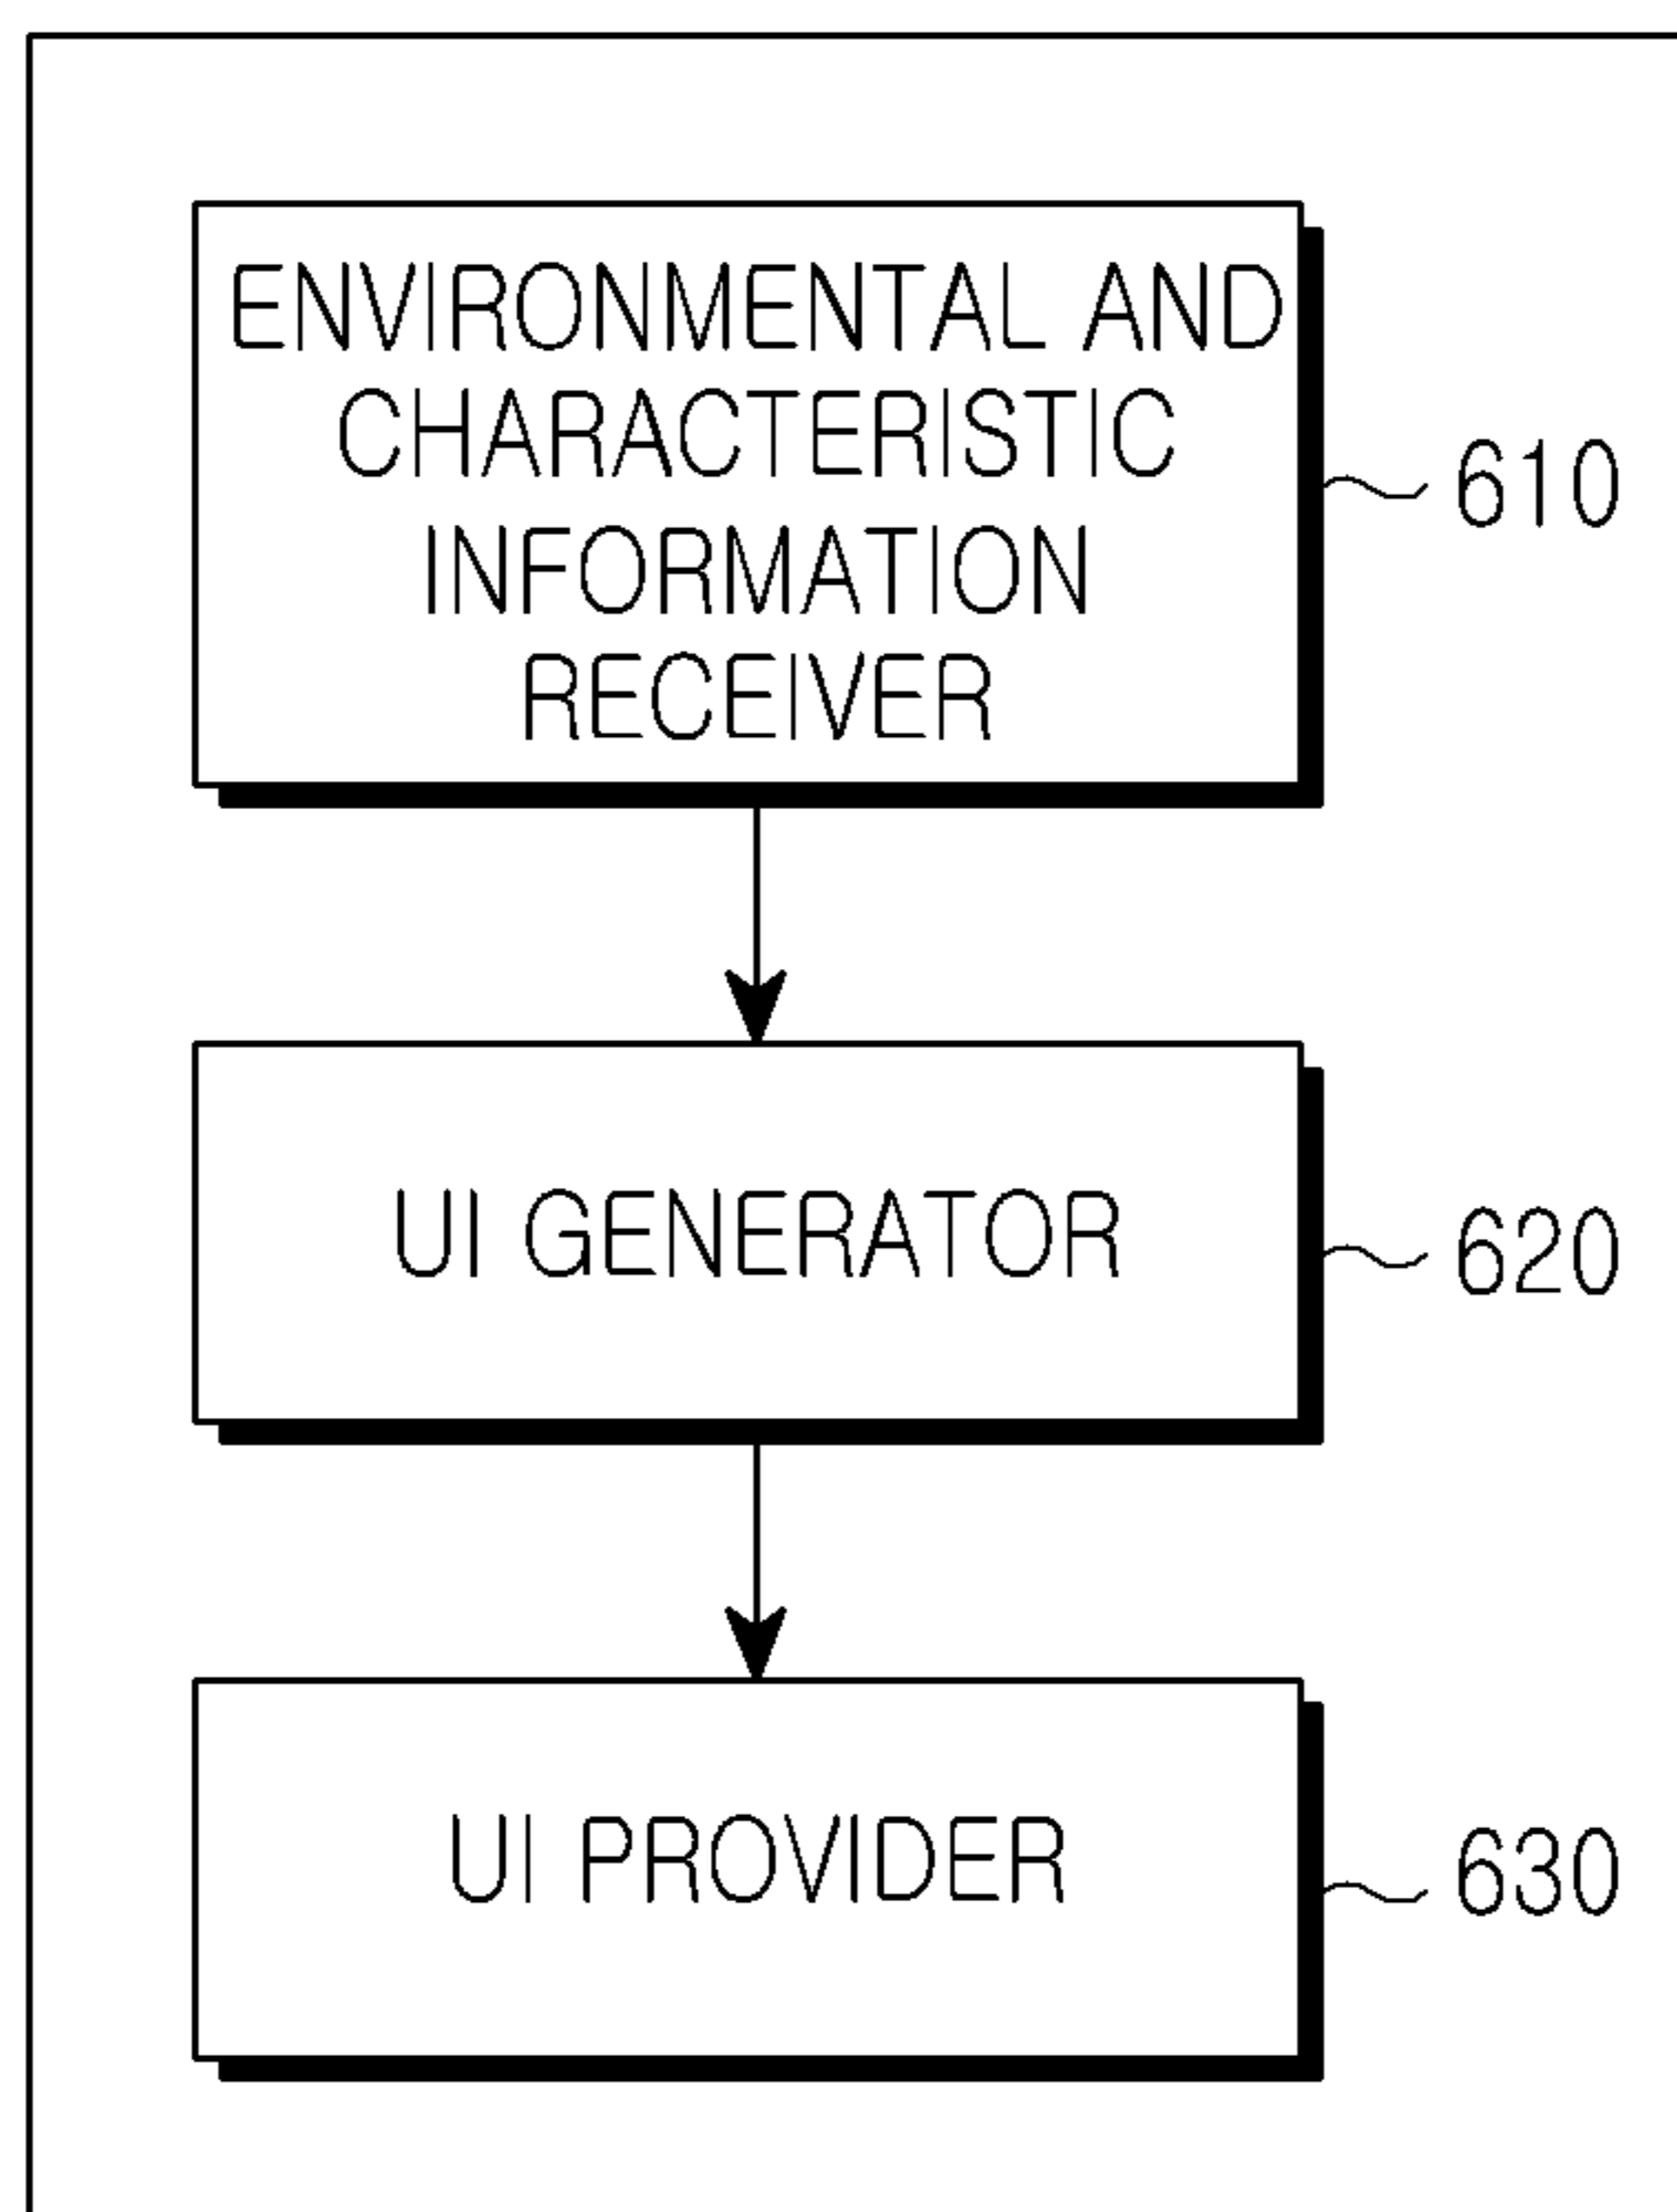 ENVIRONMENTAL AND
CHARACTERISTIC
INFORMATION
RECEIVER
610
UI GENERATOR
620
UI PROVIDER
630